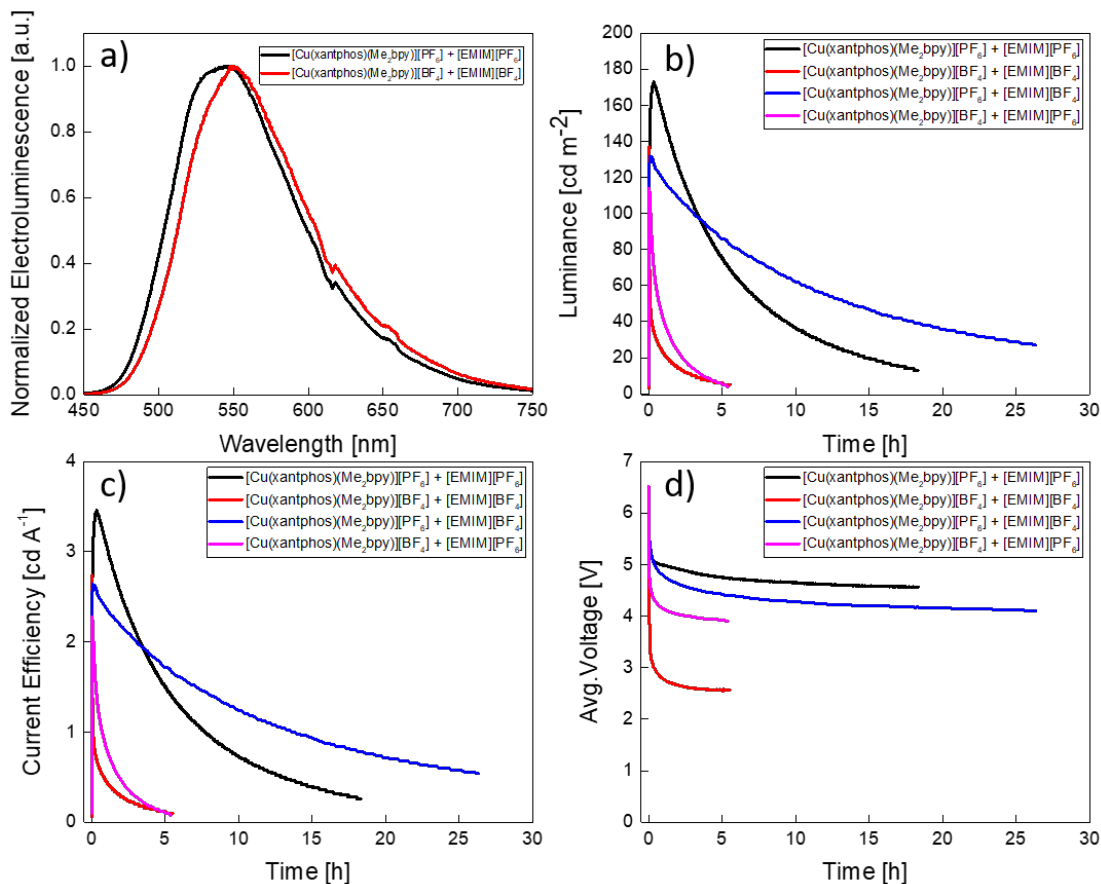 a)
[Cu(xantphos)(Me₂bpy)][PF₆] + [EMIM][PF₆]
[Cu(xantphos)(Me₂bpy)][BF₄] + [EMIM][BF₄]
Normalized Electroluminescence [a.u.]
1.0
0.8
0.6
0.4
0.2
0.0
450 500 550 600 650 700 750
Wavelength [nm]
b)
[Cu(xantphos)(Me₂bpy)][PF₆] + [EMIM][PF₆]
[Cu(xantphos)(Me₂bpy)][BF₄] + [EMIM][BF₄]
[Cu(xantphos)(Me₂bpy)][PF₆] + [EMIM][BF₄]
[Cu(xantphos)(Me₂bpy)][BF₄] + [EMIM][PF₆]
Luminance [cd m⁻²]
200
180
160
140
120
100
80
60
40
20
0
0 5 10 15 20 25 30
Time [h]
c)
[Cu(xantphos)(Me₂bpy)][PF₆] + [EMIM][PF₆]
[Cu(xantphos)(Me₂bpy)][BF₄] + [EMIM][BF₄]
[Cu(xantphos)(Me₂bpy)][PF₆] + [EMIM][BF₄]
[Cu(xantphos)(Me₂bpy)][BF₄] + [EMIM][PF₆]
Current Efficiency [cd A⁻¹]
4
3
2
1
0
0 5 10 15 20 25 30
Time [h]
d)
[Cu(xantphos)(Me₂bpy)][PF₆] + [EMIM][PF₆]
[Cu(xantphos)(Me₂bpy)][BF₄] + [EMIM][BF₄]
[Cu(xantphos)(Me₂bpy)][PF₆] + [EMIM][BF₄]
[Cu(xantphos)(Me₂bpy)][BF₄] + [EMIM][PF₆]
Avg.Voltage [V]
7
6
5
4
3
2
1
0
0 5 10 15 20 25 30
Time [h]